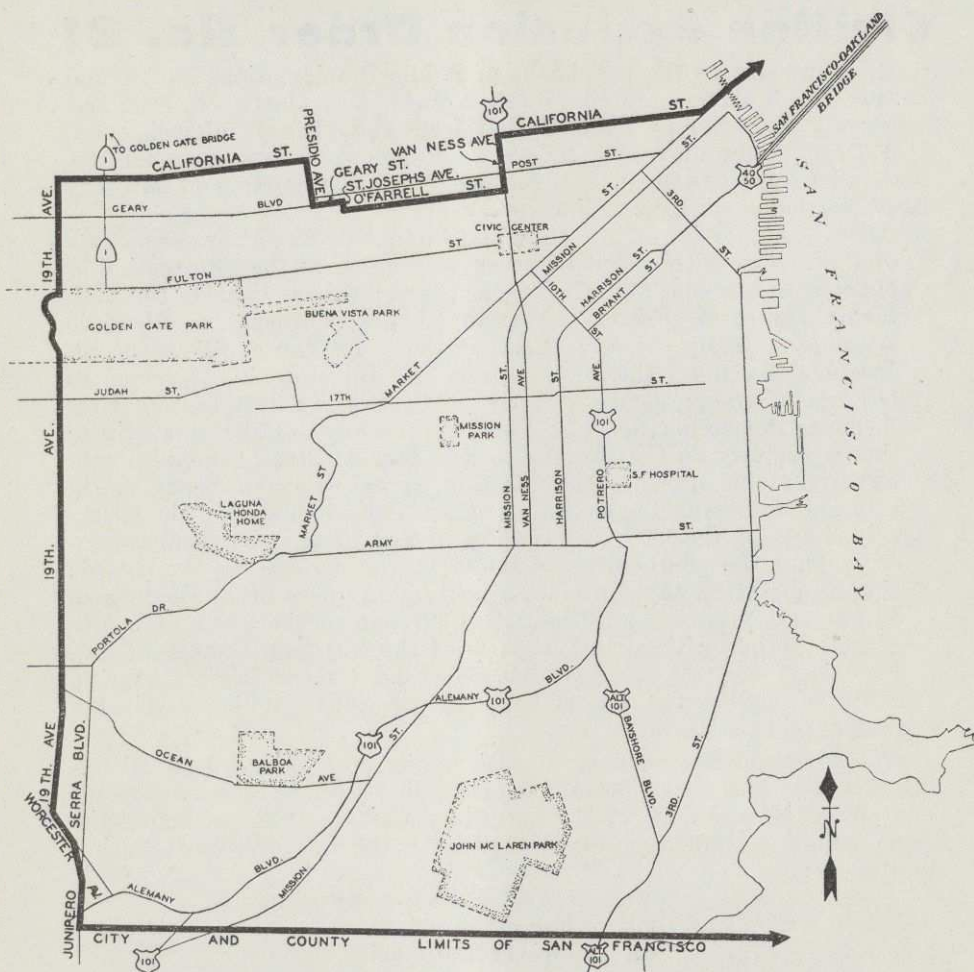 SAN FRANCISCO-OAKLAND
BRIDGE
101
CALIFORNIA ST.
VAN NESS AVE
TO GOLDEN GATE BRIDGE
1
CALIFORNIA ST.
PRESIDIO AVE
GEARY ST.
ST. JOSEPHS AVE.
O'FARRELL ST.
POST ST.
40
50
3RD. ST.
MISSION ST.
GEARY BLVD
19TH. AVE.
1
CIVIC CENTER
FULTON ST
10TH ST
HARRISON ST.
BRYANT ST.
SAN FRANCISCO BAY
GOLDEN GATE PARK
BUENA VISTA PARK
MARKET ST
JUDAH ST.
17TH ST.
19TH. AVE.
MISSION PARK
101
S.F HOSPITAL
MISSION ST.
VAN NESS AVE
HARRISON ST
POTRERO AVE
LAGUNA
HONDA
HOME
ARMY ST.
PORTOLA DR.
ALEMANY BLVD.
101
ALT
101
BAYSHORE BLVD.
3RD. ST.
101
19TH. AVE
OCEAN AVE
BALBOA
PARK
WORCESTER
JUNIPERO SERRA BLVD.
JOHN MC LAREN PARK
N
ALEMANY BLVD.
MISSION ST.
CITY AND COUNTY LIMITS OF SAN FRANCISCO
101
ALT
101